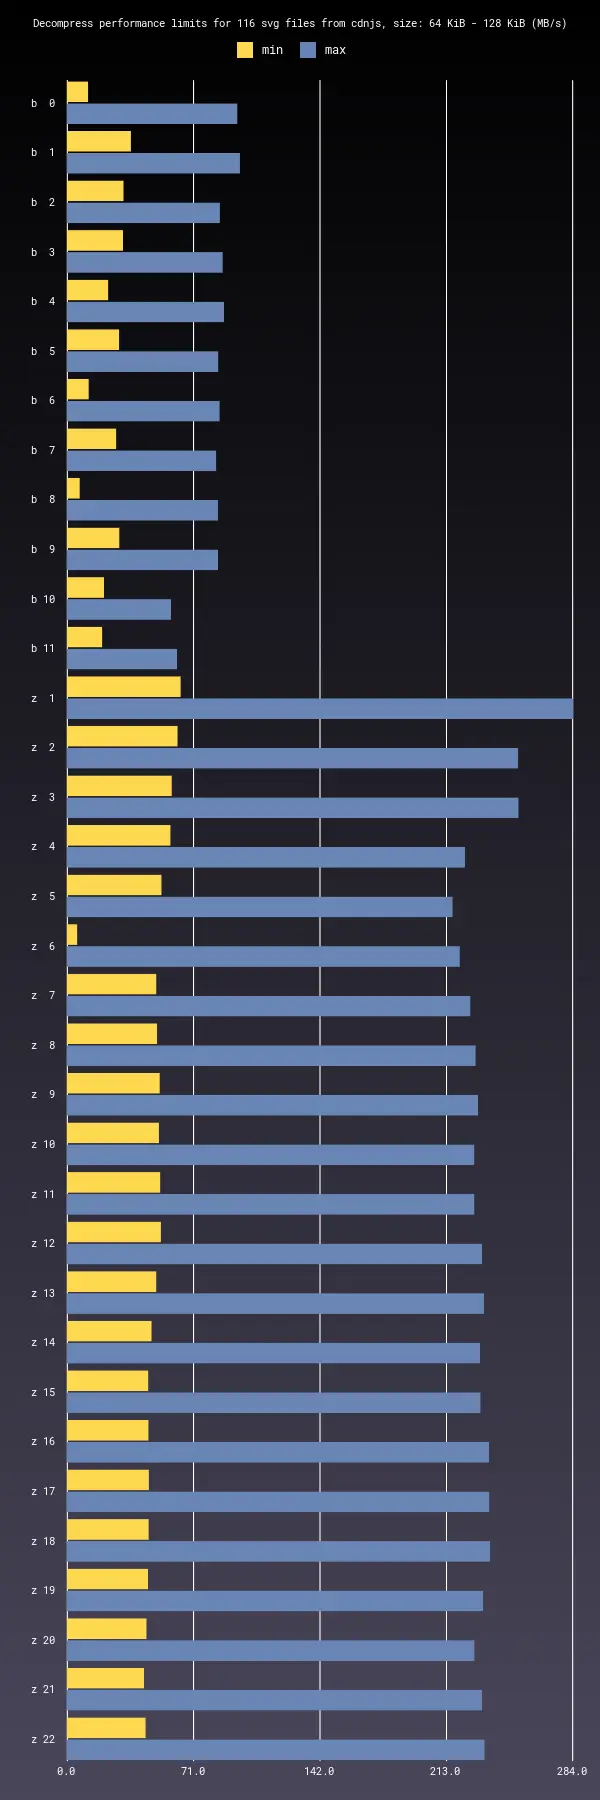 Decompress performance limits for 116 svg files from cdnjs, size: 64 KiB - 128 KiB (MB/s)
min max
b 0
b 1
b 2
b 3
b 4
b 5
b 6
b 7
b 8
b 9
b 10
b 11
z 1
z 2
z 3
z 4
z 5
z 6
z 7
z 8
z 9
z 10
z 11
z 12
z 13
z 14
z 15
z 16
z 17
z 18
z 19
z 20
z 21
z 22
0.0 71.0 142.0 213.0 284.0